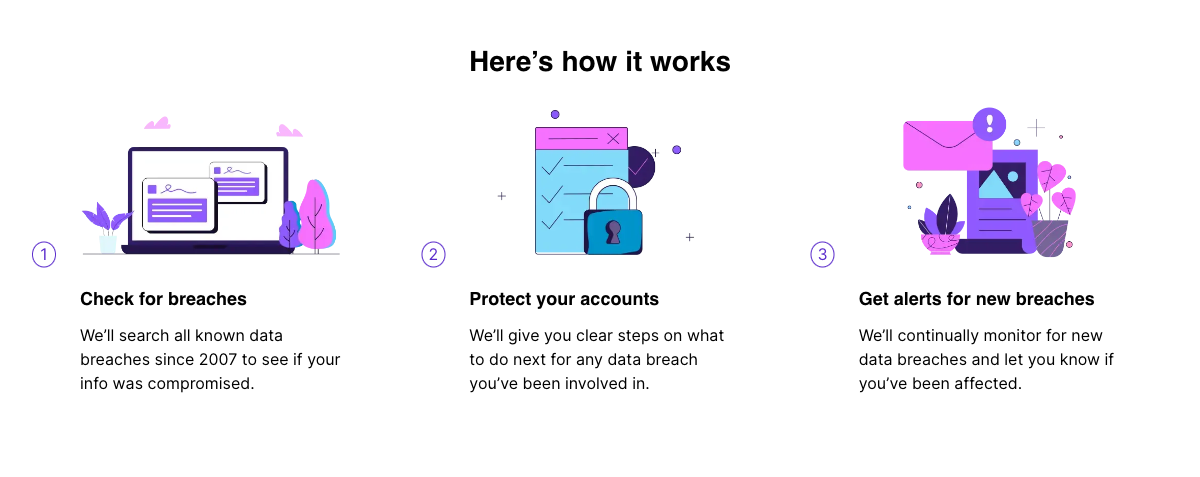 Here’s how it works
1
Check for breaches
We’ll search all known data
breaches since 2007 to see if your
info was compromised.
2
Protect your accounts
We’ll give you clear steps on what
to do next for any data breach
you’ve been involved in.
3
Get alerts for new breaches
We’ll continually monitor for new
data breaches and let you know if
you’ve been affected.